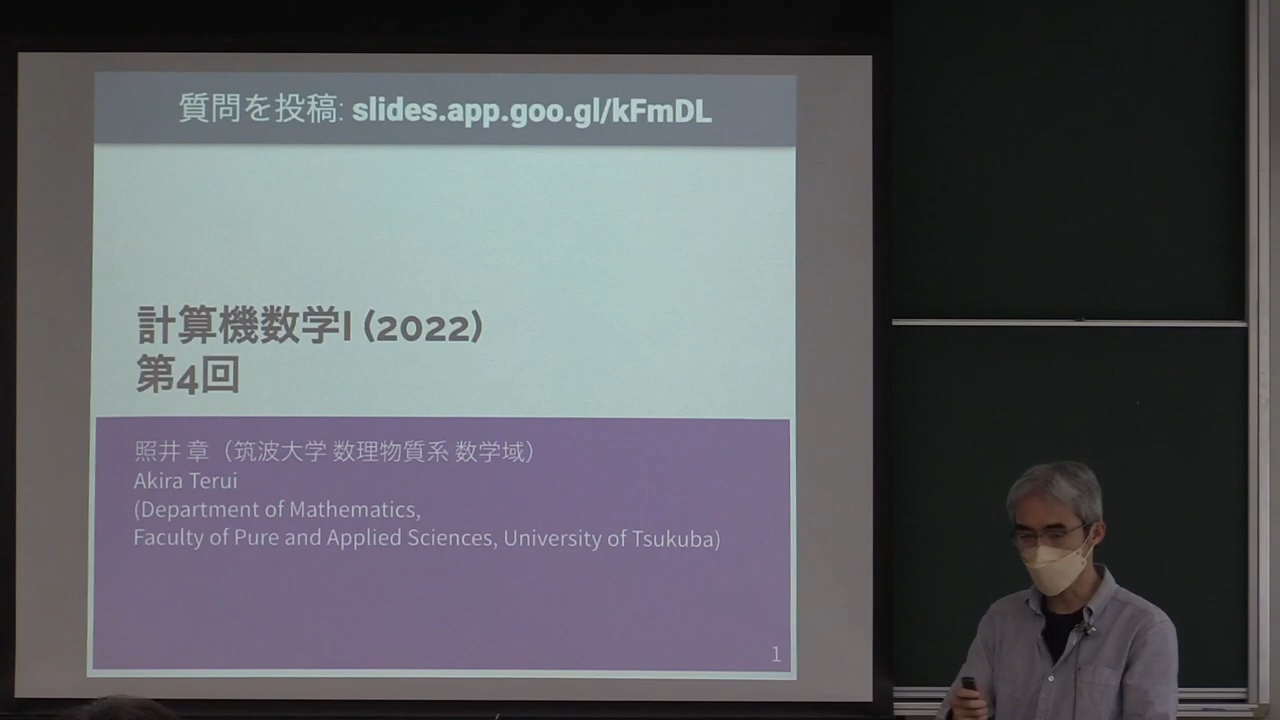 質問を投稿: slides.app.goo.gl/kFmDL
計算機数学I (2022)
第4回
照井 章（筑波大学 数理物質系 数学域）
Akira Terui
(Department of Mathematics,
Faculty of Pure and Applied Sciences, University of Tsukuba)
1